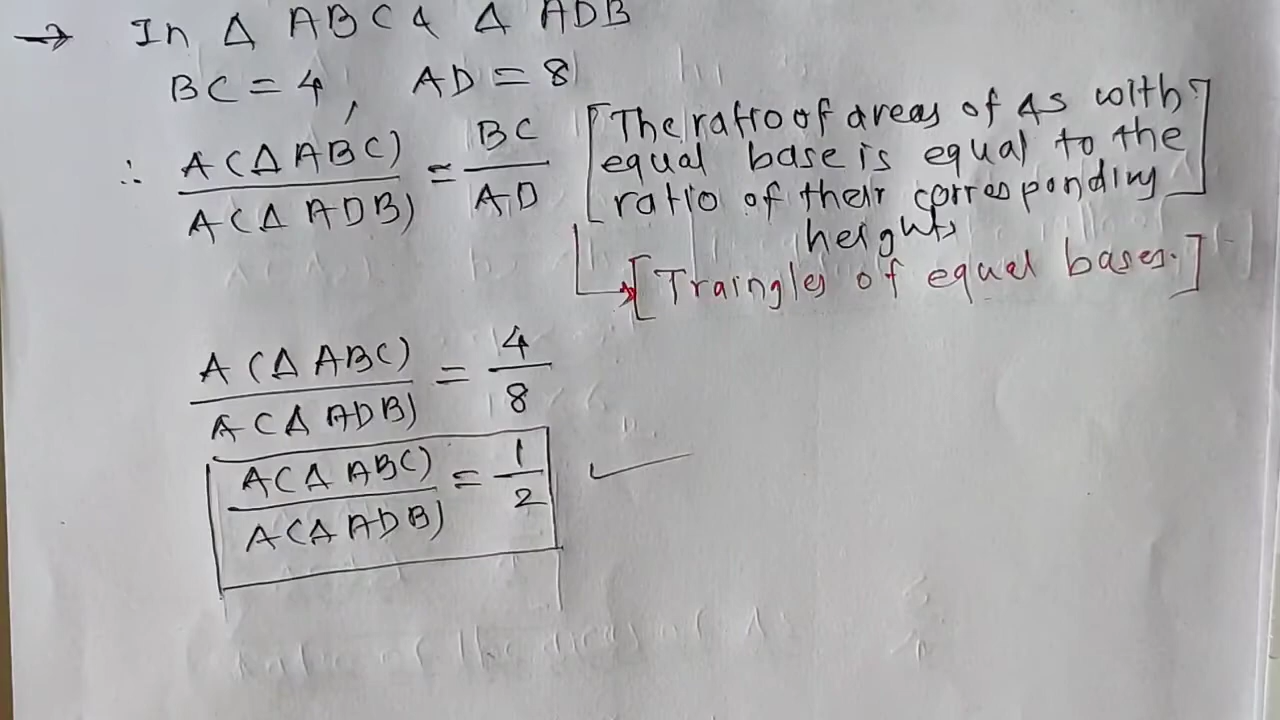 → In Δ ABC & Δ ADB
BC = 4, AD = 8
∴ A(Δ ABC) / A(Δ ADB) = BC / AD [The ratio of areas of Δs with
equal base is equal to the
ratio of their corresponding]
heights
→ [Traingles of equal bases.]
A(Δ ABC) / A(Δ ADB) = 4 / 8
A(Δ ABC) / A(Δ ADB) = 1 / 2 ✓